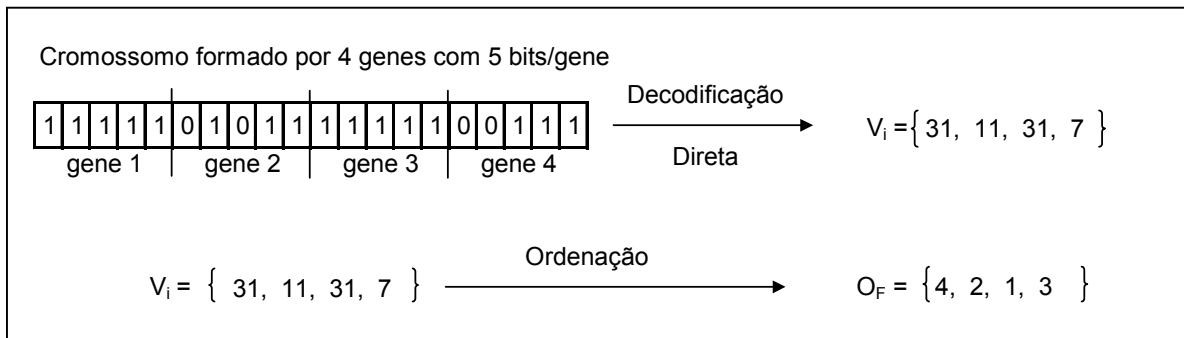 Cromossomo formado por 4 genes com 5 bits/gene
1 1 1 1 1 0 1 0 1 1 1 1 1 1 1 0 0 1 1 1
gene 1 gene 2 gene 3 gene 4
Decodificação
Direta
Vi = { 31, 11, 31, 7 }
Vi = { 31, 11, 31, 7 }
Ordenação
OF = { 4, 2, 1, 3 }